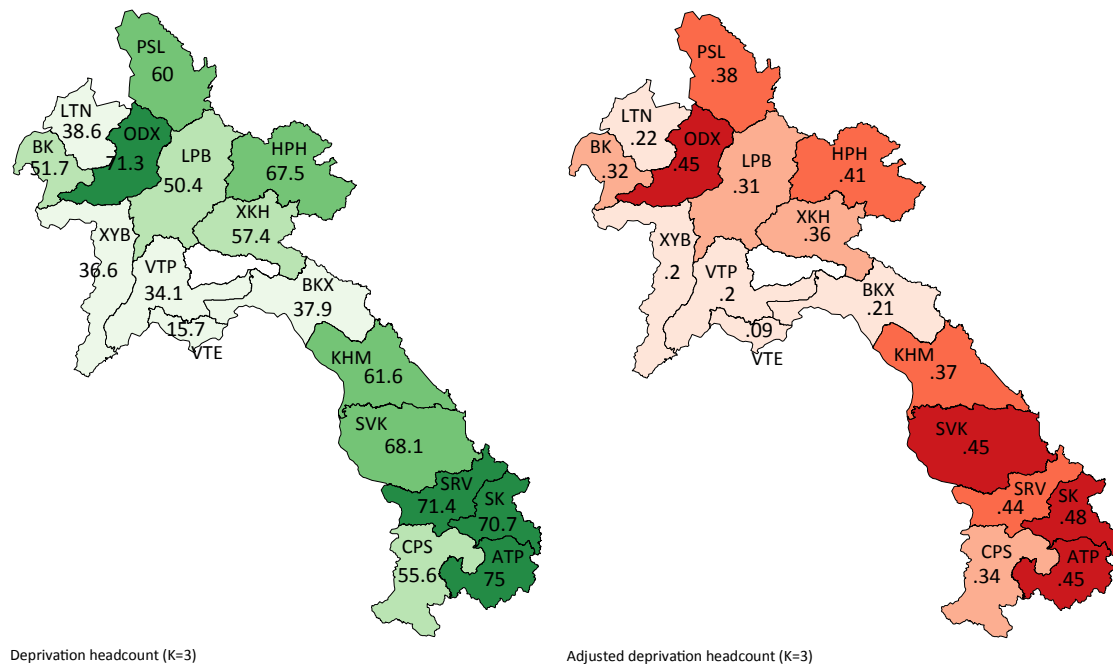 PSL
60
LTN
38.6
ODX
71.3
BK
51.7
LPB
50.4
HPH
67.5
XKH
57.4
XYB
36.6
VTP
34.1
BKX
37.9
15.7
VTE
KHM
61.6
SVK
68.1
SRV
71.4
SK
70.7
CPS
55.6
ATP
75
Deprivation headcount (K=3)
PSL
.38
LTN
.22
ODX
.45
BK
.32
LPB
.31
HPH
.41
XKH
.36
XYB
.2
VTP
.2
BKX
.21
.09
VTE
KHM
.37
SVK
.45
SRV
.44
SK
.48
CPS
.34
ATP
.45
Adjusted deprivation headcount (K=3)